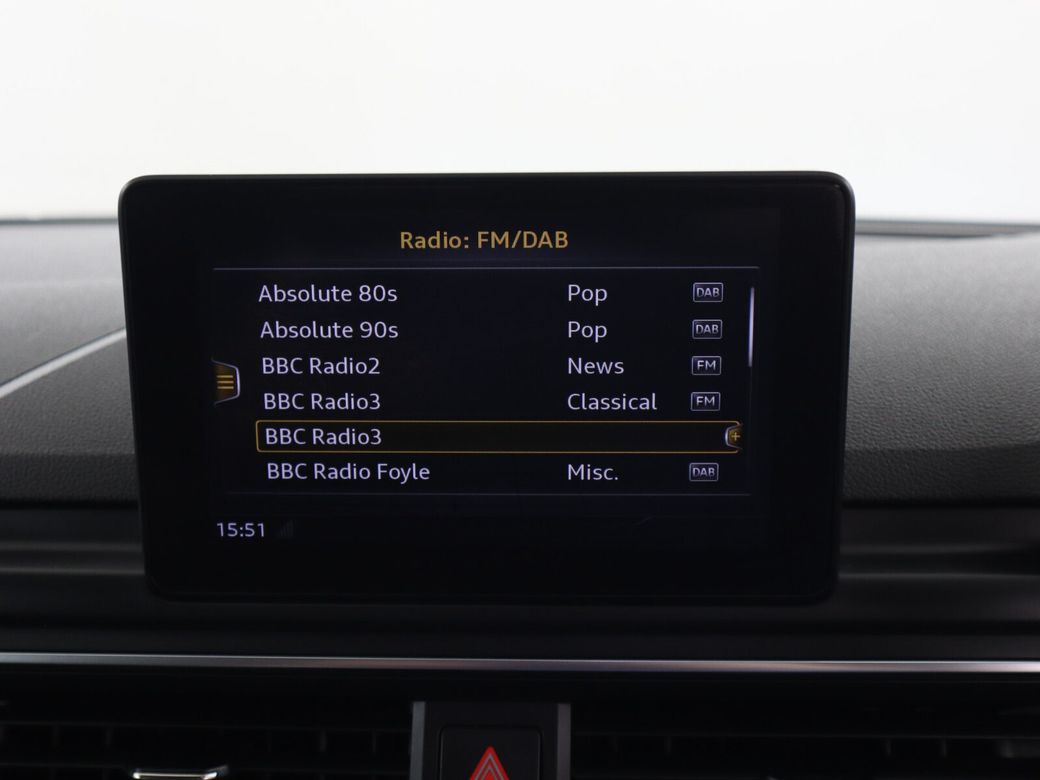 Radio: FM/DAB
Absolute 80s Pop DAB
Absolute 90s Pop DAB
BBC Radio2 News FM
BBC Radio3 Classical FM
BBC Radio3 +
BBC Radio Foyle Misc. DAB
15:51